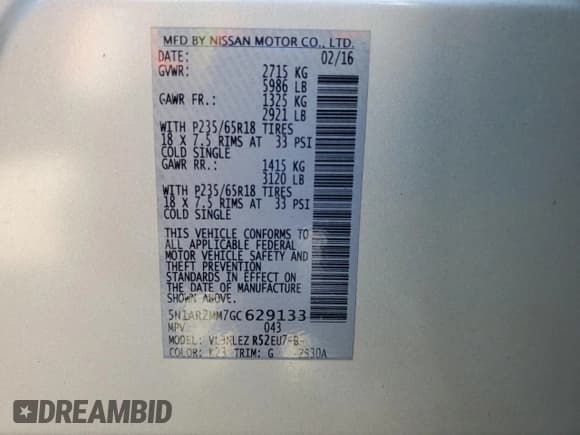 MFD BY NISSAN MOTOR CO., LTD.
DATE: 02/16
GVWR: 2715 KG
5986 LB
GAWR FR.: 1325 KG
2921 LB
WITH P235/65R18 TIRES
18 X 7.5 RIMS AT 33 PSI
COLD SINGLE
GAWR RR.: 1415 KG
3120 LB
WITH P235/65R18 TIRES
18 X 7.5 RIMS AT 33 PSI
COLD SINGLE
THIS VEHICLE CONFORMS TO
ALL APPLICABLE FEDERAL
MOTOR VEHICLE SAFETY AND
THEFT PREVENTION
STANDARDS IN EFFECT ON
THE DATE OF MANUFACTURE
SHOWN ABOVE.
5N1AR2MM7GC629133
MPV 043
MODEL: R52EU7-B-
COLOR: K23 TRIM: G
DREAMBID